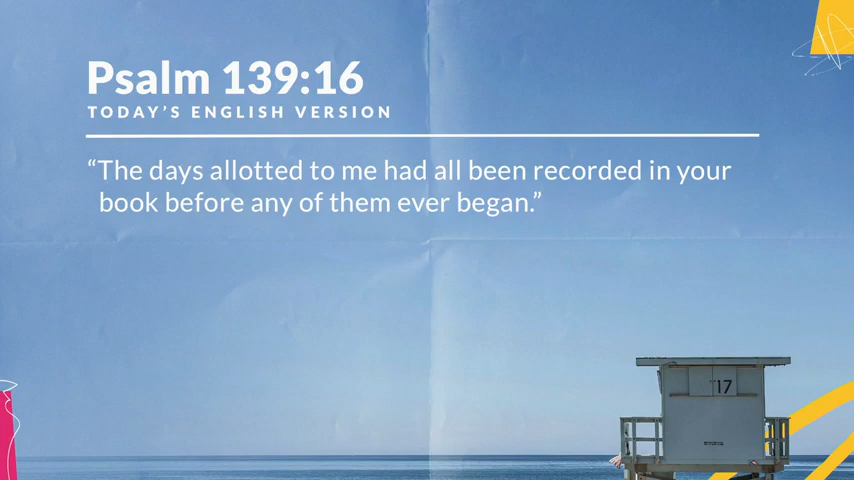 Psalm 139:16
TODAY’S ENGLISH VERSION
“The days allotted to me had all been recorded in your
book before any of them ever began.”
17